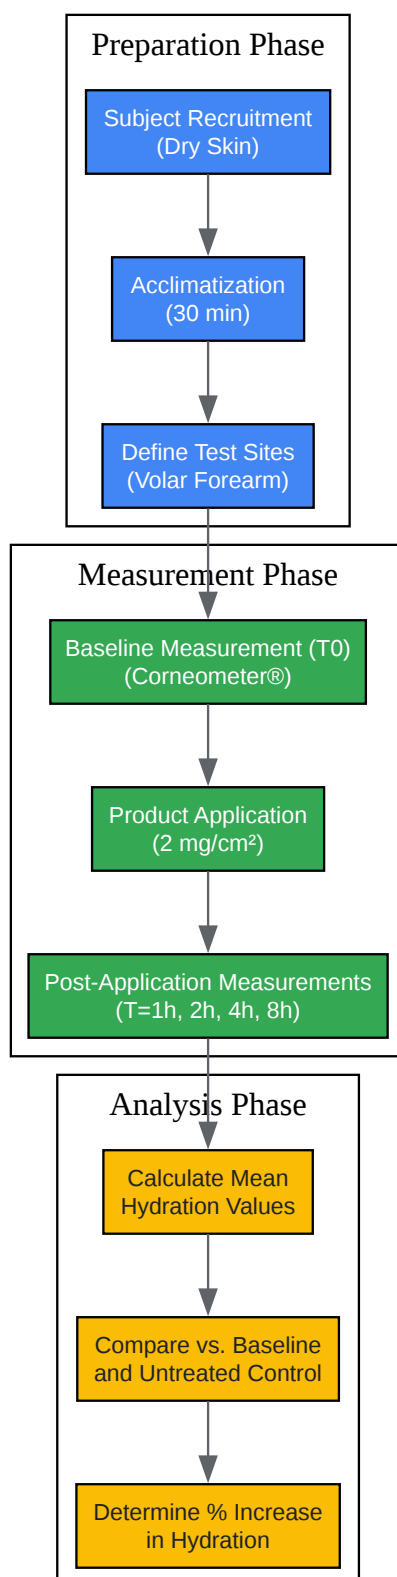 Preparation Phase
Subject Recruitment
(Dry Skin)
Acclimatization
(30 min)
Define Test Sites
(Volar Forearm)
Measurement Phase
Baseline Measurement (T0)
(Corneometer®)
Product Application
(2 mg/cm²)
Post-Application Measurements
(T=1h, 2h, 4h, 8h)
Analysis Phase
Calculate Mean
Hydration Values
Compare vs. Baseline
and Untreated Control
Determine % Increase
in Hydration